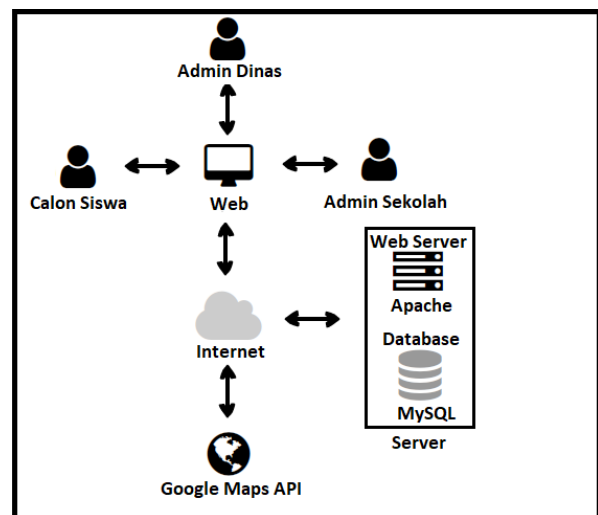 Admin Dinas
Calon Siswa
Web
Admin Sekolah
Web Server
Apache
Database
MySQL
Server
Internet
Google Maps API